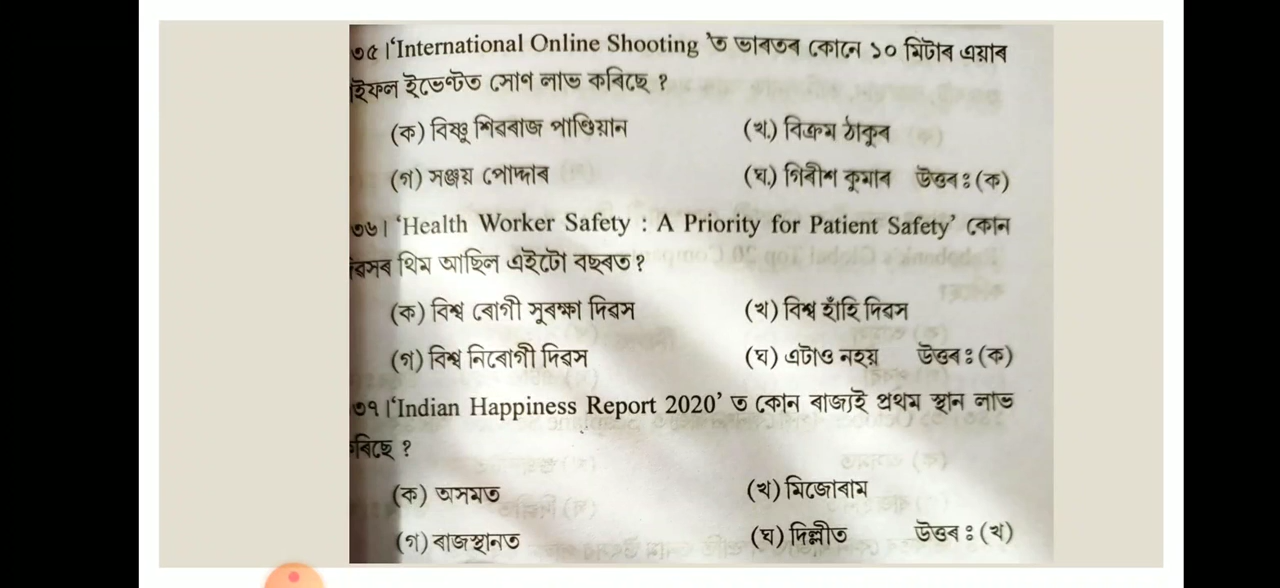 ৩৫।‘International Online Shooting ’ত ভাৰতৰ কোনে ১০ মিটাৰ এয়াৰ
ইফল ইভেণ্টত সোণ লাভ কৰিছে ?
(ক) বিষ্ণু শিৱৰাজ পাণ্ডিয়ান (খ.) বিক্ৰম ঠাকুৰ
(গ) সঞ্জয় পোদ্দাৰ (ঘ.) গিৰীশ কুমাৰ উত্তৰঃ (ক)
৩৬। ‘Health Worker Safety : A Priority for Patient Safety’ কোন
দিৱসৰ থিম আছিল এইটো বছৰত?
(ক) বিশ্ব ৰোগী সুৰক্ষা দিৱস (খ) বিশ্ব হাঁহি দিৱস
(গ) বিশ্ব নিৰোগী দিৱস (ঘ) এটাও নহয় উত্তৰঃ (ক)
৩৭।‘Indian Happiness Report 2020’ ত কোন ৰাজ্যই প্ৰথম স্থান লাভ
কৰিছে ?
(ক) অসমত (খ) মিজোৰাম
(গ) ৰাজস্থানত (ঘ) দিল্লীত উত্তৰঃ (খ)